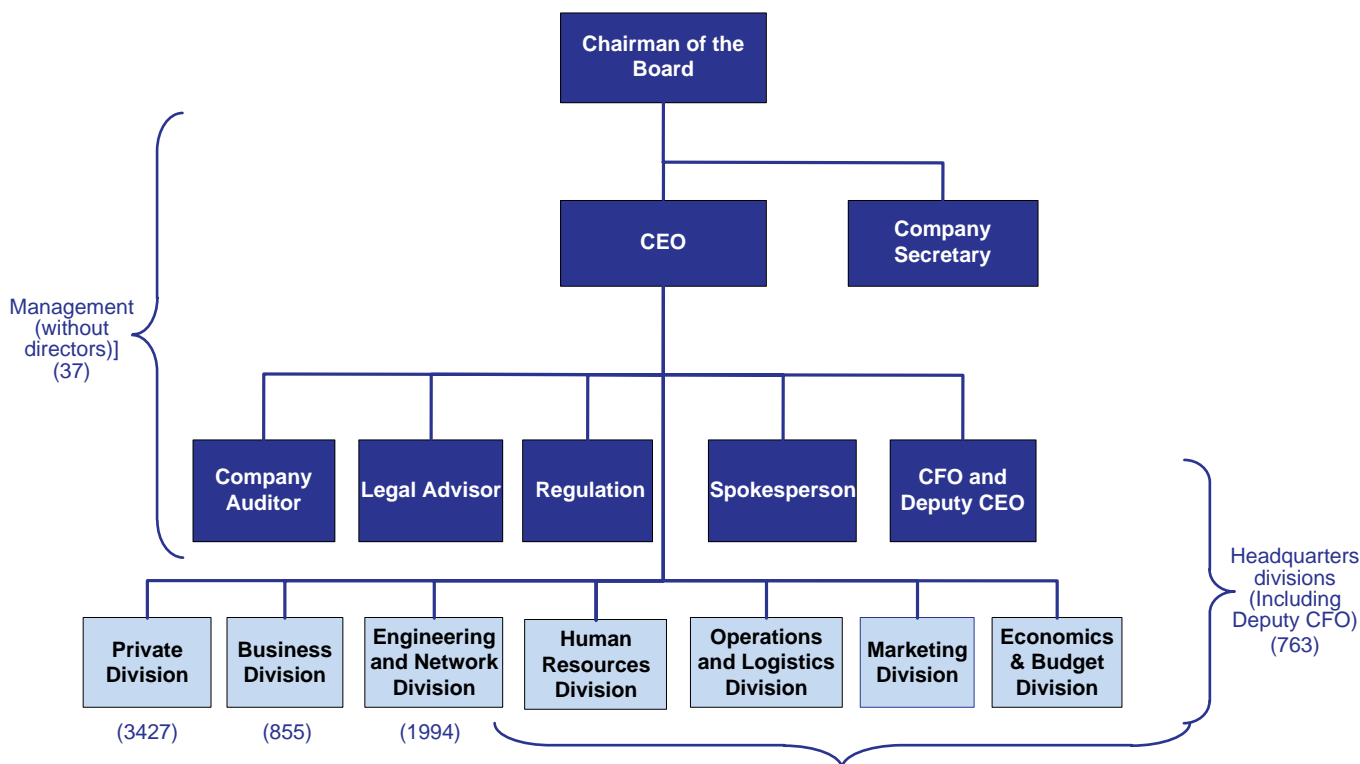 Chairman of the
Board
CEO
Company
Secretary
Management
(without
directors)]
(37)
Company
Auditor
Legal Advisor
Regulation
Spokesperson
CFO and
Deputy CEO
Headquarters
divisions
(Including
Deputy CFO)
(763)
Private
Division
Business
Division
Engineering
and Network
Division
Human
Resources
Division
Operations
and Logistics
Division
Marketing
Division
Economics
& Budget
Division
(3427)
(855)
(1994)